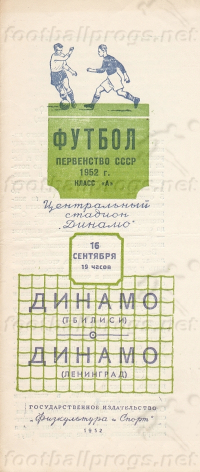 ФУТБОЛ
ПЕРВЕНСТВО СССР
1952 г.
КЛАСС „А“
Центральный
стадион
„Динамо“
16
СЕНТЯБРЯ
19 часов
ДИНАМО
(ТБИЛИСИ)
О
ДИНАМО
(ЛЕНИНГРАД)
ГОСУДАРСТВЕННОЕ ИЗДАТЕЛЬСТВО
„Физкультура и Спорт“
1952
footballprogs.net